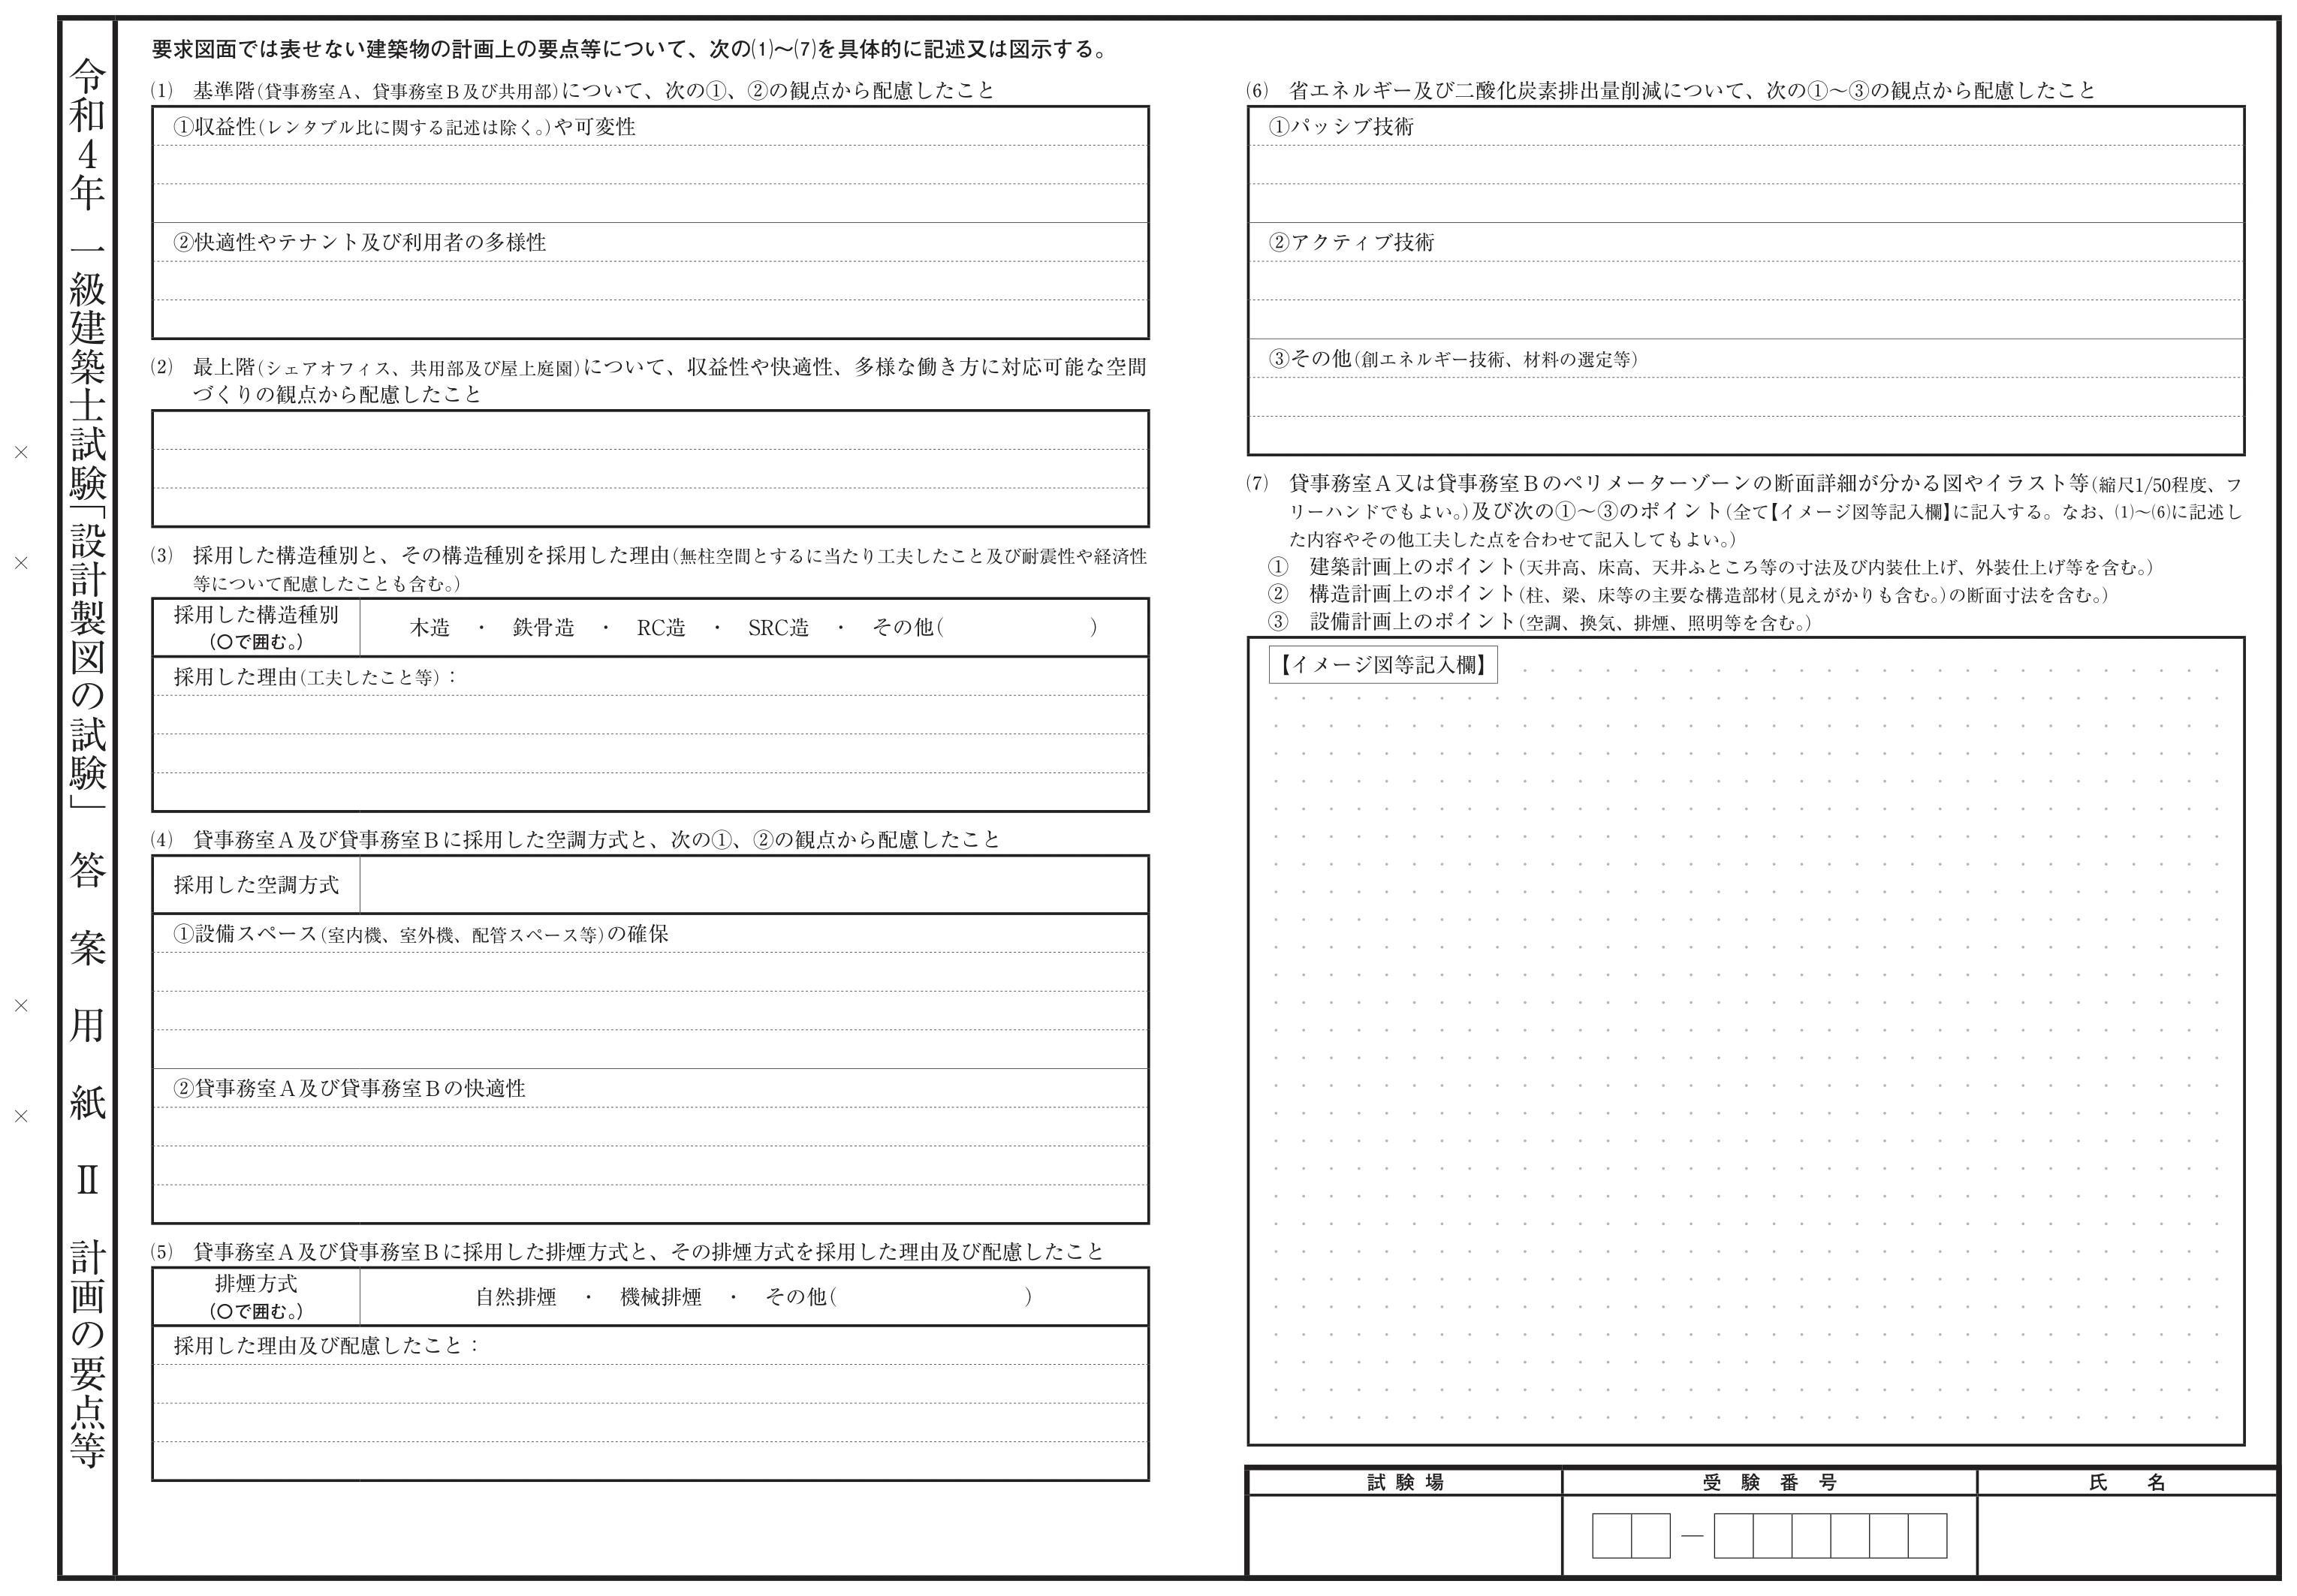 令和４年　一級建築士試験「設計製図の試験」　答案用紙Ⅱ　計画の要点等
要求図面では表せない建築物の計画上の要点等について、次の⑴～⑺を具体的に記述又は図示する。
⑴　基準階(貸事務室Ａ、貸事務室Ｂ及び共用部)について、次の①、②の観点から配慮したこと
①収益性(レンタブル比に関する記述は除く。)や可変性
②快適性やテナント及び利用者の多様性
⑵　最上階(シェアオフィス、共用部及び屋上庭園)について、収益性や快適性、多様な働き方に対応可能な空間
づくりの観点から配慮したこと
⑶　採用した構造種別と、その構造種別を採用した理由(無柱空間とするに当たり工夫したこと及び耐震性や経済性
等について配慮したことも含む。)
採用した構造種別
(〇で囲む。)
木造　・　鉄骨造　・　RC造　・　SRC造　・　その他(　　　　　　　)
採用した理由(工夫したこと等)：
⑷　貸事務室Ａ及び貸事務室Ｂに採用した空調方式と、次の①、②の観点から配慮したこと
採用した空調方式
①設備スペース(室内機、室外機、配管スペース等)の確保
②貸事務室Ａ及び貸事務室Ｂの快適性
⑸　貸事務室Ａ及び貸事務室Ｂに採用した排煙方式と、その排煙方式を採用した理由及び配慮したこと
排煙方式
(〇で囲む。)
自然排煙　・　機械排煙　・　その他(　　　　　　　　　)
採用した理由及び配慮したこと：
⑹　省エネルギー及び二酸化炭素排出量削減について、次の①～③の観点から配慮したこと
①パッシブ技術
②アクティブ技術
③その他(創エネルギー技術、材料の選定等)
⑺　貸事務室Ａ又は貸事務室Ｂのペリメーターゾーンの断面詳細が分かる図やイラスト等(縮尺1/50程度、フ
リーハンドでもよい。)及び次の①～③のポイント(全て【イメージ図等記入欄】に記入する。なお、⑴～⑹に記述し
た内容やその他工夫した点を合わせて記入してもよい。)
①　建築計画上のポイント(天井高、床高、天井ふところ等の寸法及び内装仕上げ、外装仕上げ等を含む。)
②　構造計画上のポイント(柱、梁、床等の主要な構造部材(見えがかりも含む。)の断面寸法を含む。)
③　設備計画上のポイント(空調、換気、排煙、照明等を含む。)
【イメージ図等記入欄】
試験場
受験番号
氏名
―